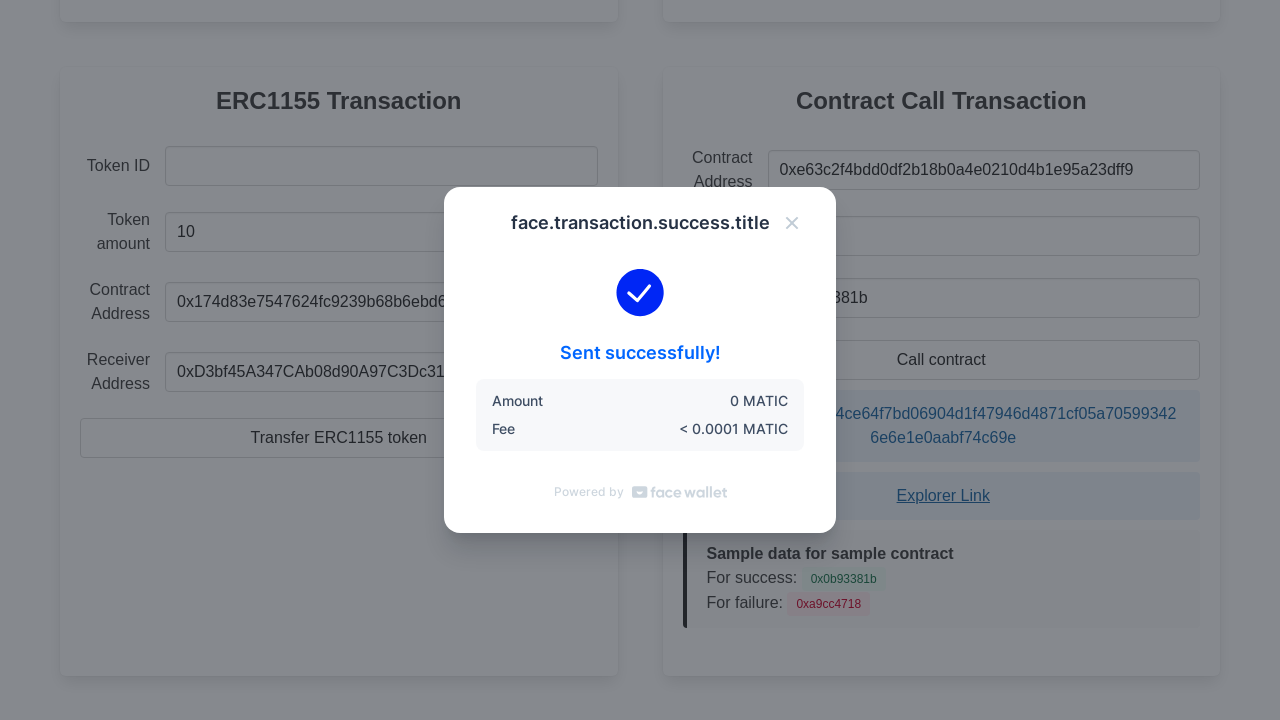 ERC1155 Transaction
Token ID
Token
amount
10
Contract
Address
0x174d83e7547624fc9239b68b6ebd6
Receiver
Address
0xD3bf45A347CAb08d90A97C3Dc31
Transfer ERC1155 token
Contract Call Transaction
Contract
Address
0xe63c2f4bdd0df2b18b0a4e0210d4b1e95a23dff9
381b
Call contract
4ce64f7bd06904d1f47946d4871cf05a70599342
6e6e1e0aabf74c69e
Explorer Link
Sample data for sample contract
For success: 0x0b93381b
For failure: 0xa9cc4718
face.transaction.success.title
Sent successfully!
Amount 0 MATIC
Fee < 0.0001 MATIC
Powered by face wallet